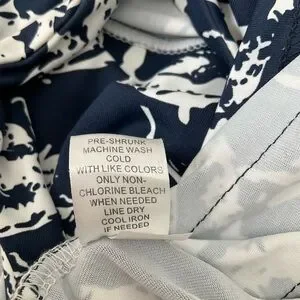 PRE-SHRUNK
MACHINE WASH
COLD
WITH LIKE COLORS
ONLY NON-
CHLORINE BLEACH
WHEN NEEDED
LINE DRY
COOL IRON
IF NEEDED